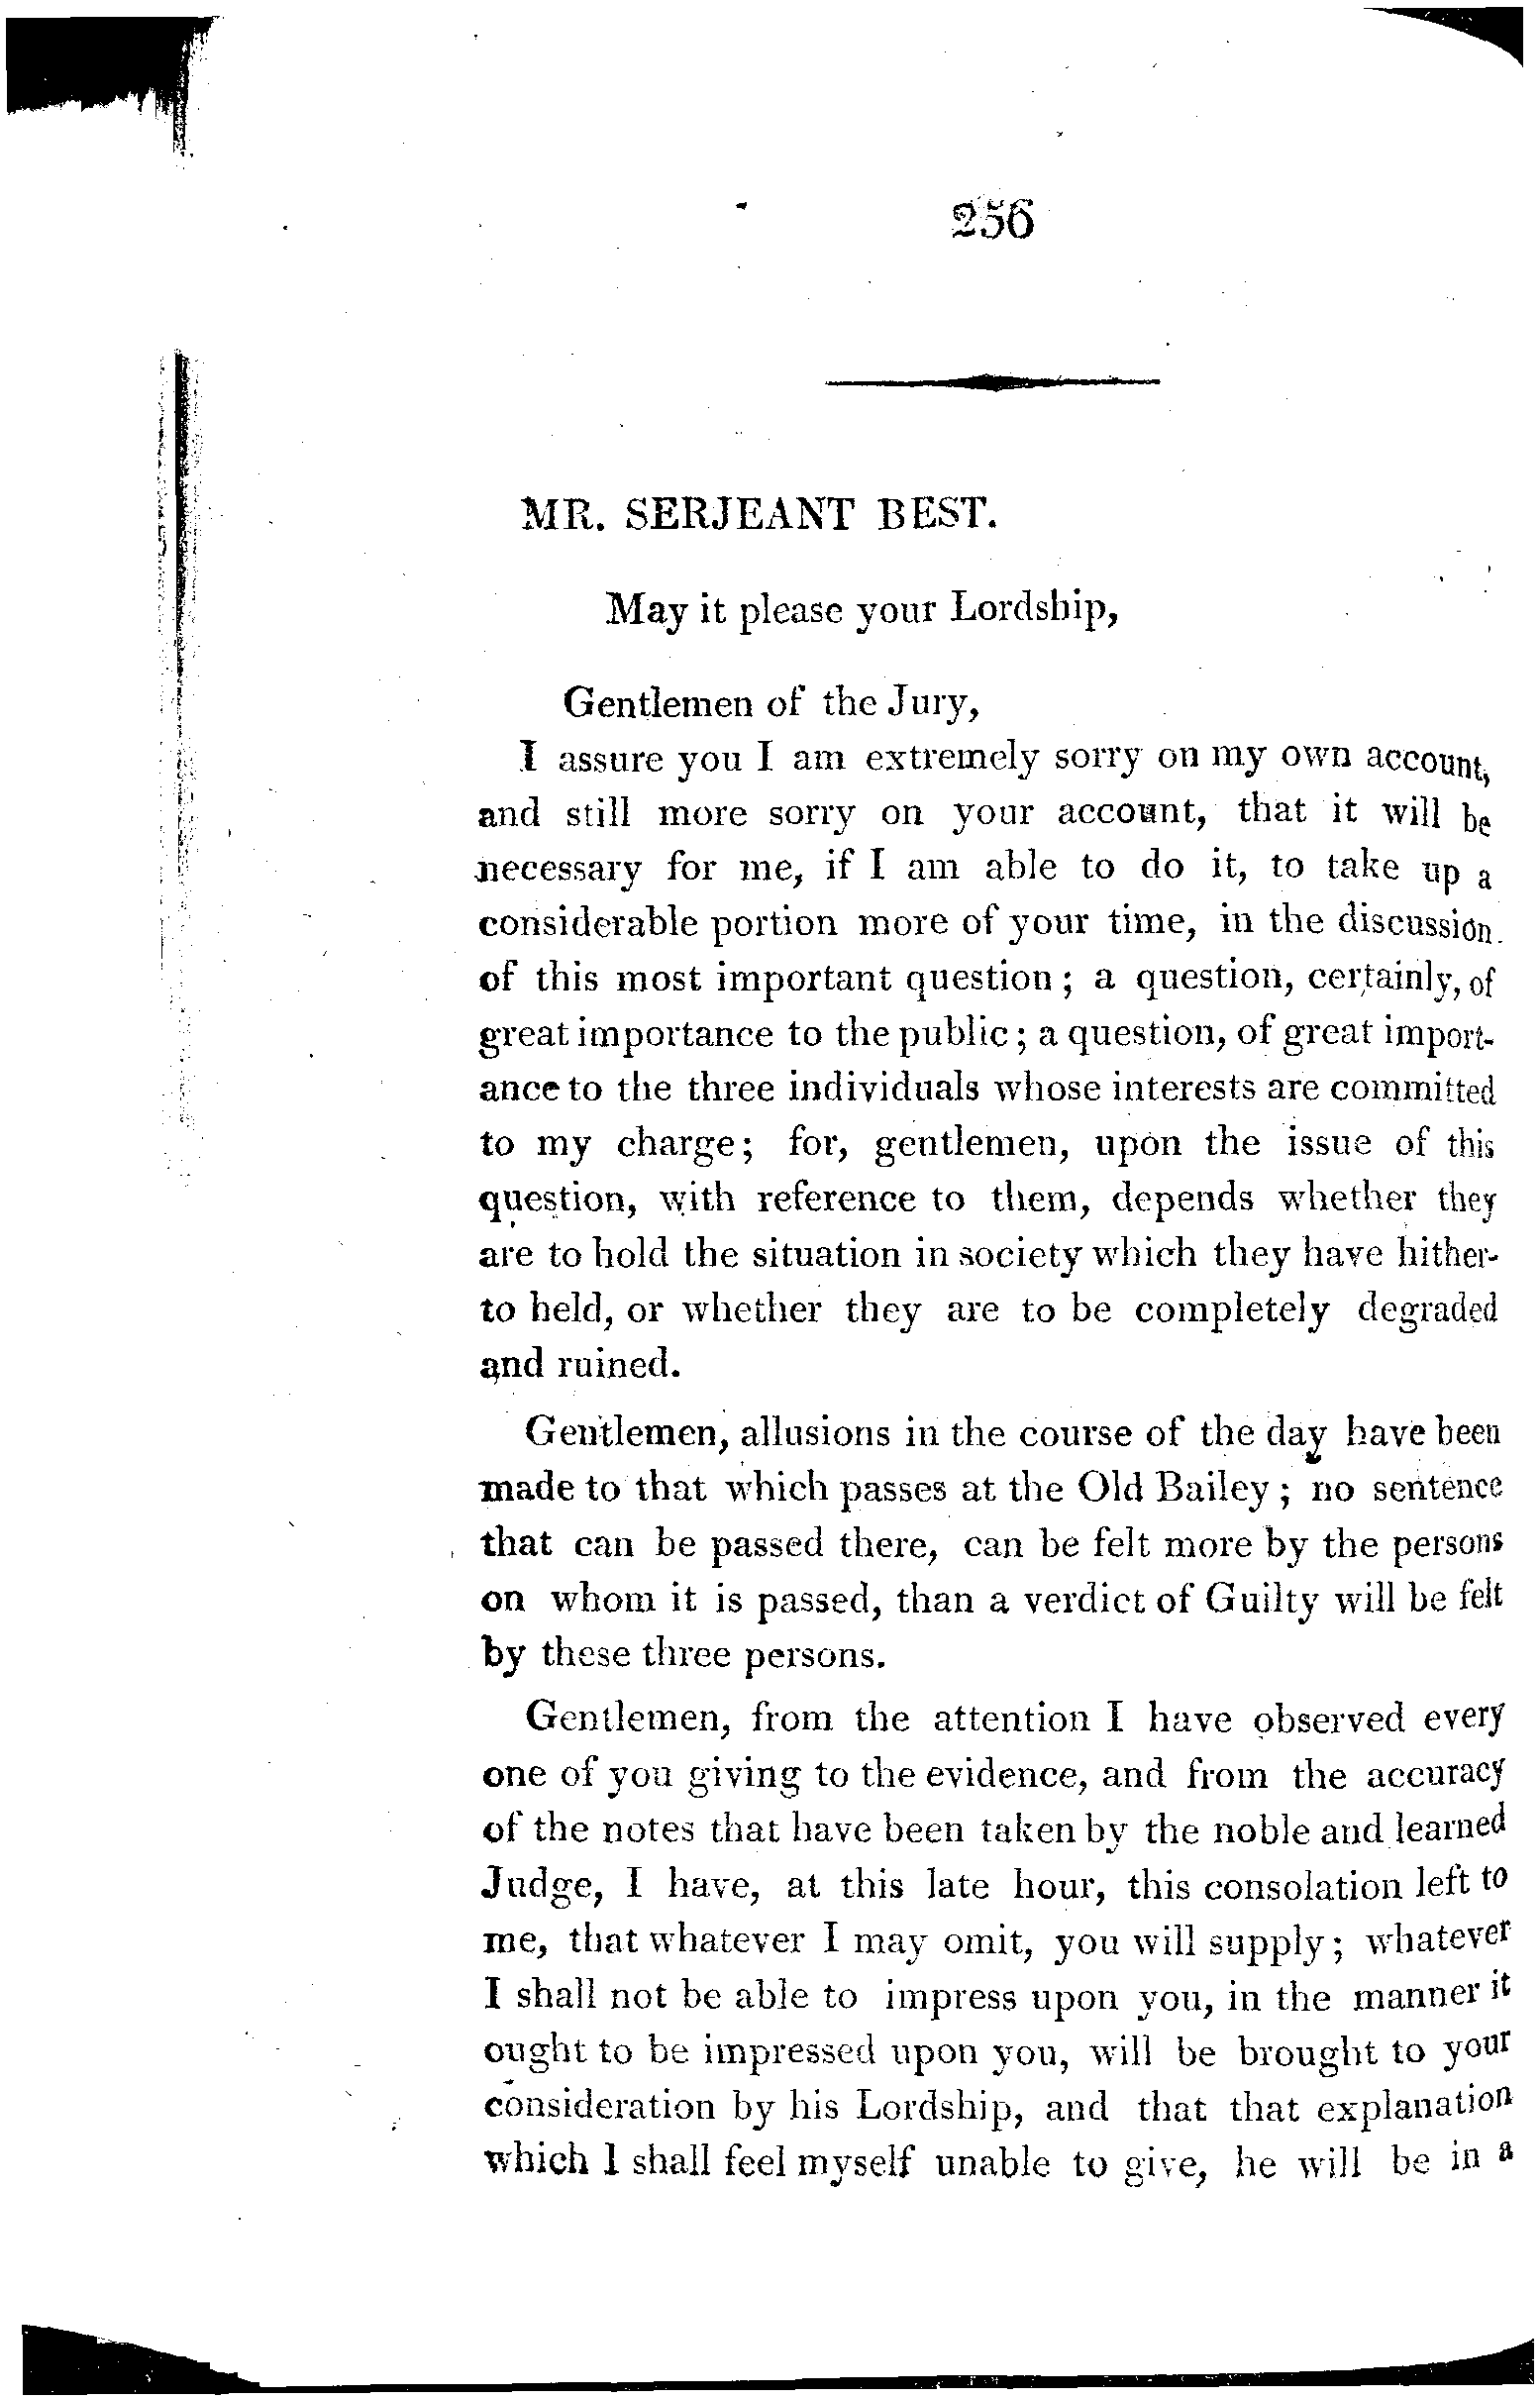 256
MR. SERJEANT BEST.
May it please your Lordship,
Gentlemen of the Jury,
I assure you I am extremely sorry on my own account,
and still more sorry on your account, that it will be
necessary for me, if I am able to do it, to take up a
considerable portion more of your time, in the discussion
of this most important question; a question, certainly, of
great importance to the public; a question, of great import-
ance to the three individuals whose interests are committed
to my charge; for, gentlemen, upon the issue of this
question, with reference to them, depends whether they
are to hold the situation in society which they have hither-
to held, or whether they are to be completely degraded
and ruined.
Gentlemen, allusions in the course of the day have been
made to that which passes at the Old Bailey; no sentence
that can be passed there, can be felt more by the persons
on whom it is passed, than a verdict of Guilty will be felt
by these three persons.
Gentlemen, from the attention I have observed every
one of you giving to the evidence, and from the accuracy
of the notes that have been taken by the noble and learned
Judge, I have, at this late hour, this consolation left to
me, that whatever I may omit, you will supply; whatever
I shall not be able to impress upon you, in the manner it
ought to be impressed upon you, will be brought to your
consideration by his Lordship, and that that explanation
which I shall feel myself unable to give, he will be in a